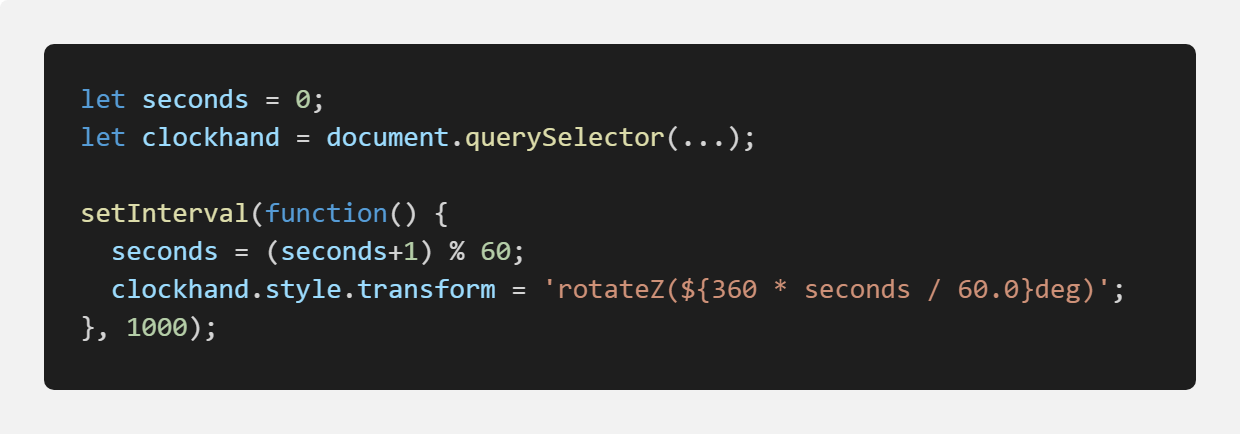 let seconds = 0;
let clockhand = document.querySelector(...);
setInterval(function() {
  seconds = (seconds+1) % 60;
  clockhand.style.transform = 'rotateZ(${360 * seconds / 60.0}deg)';
}, 1000);